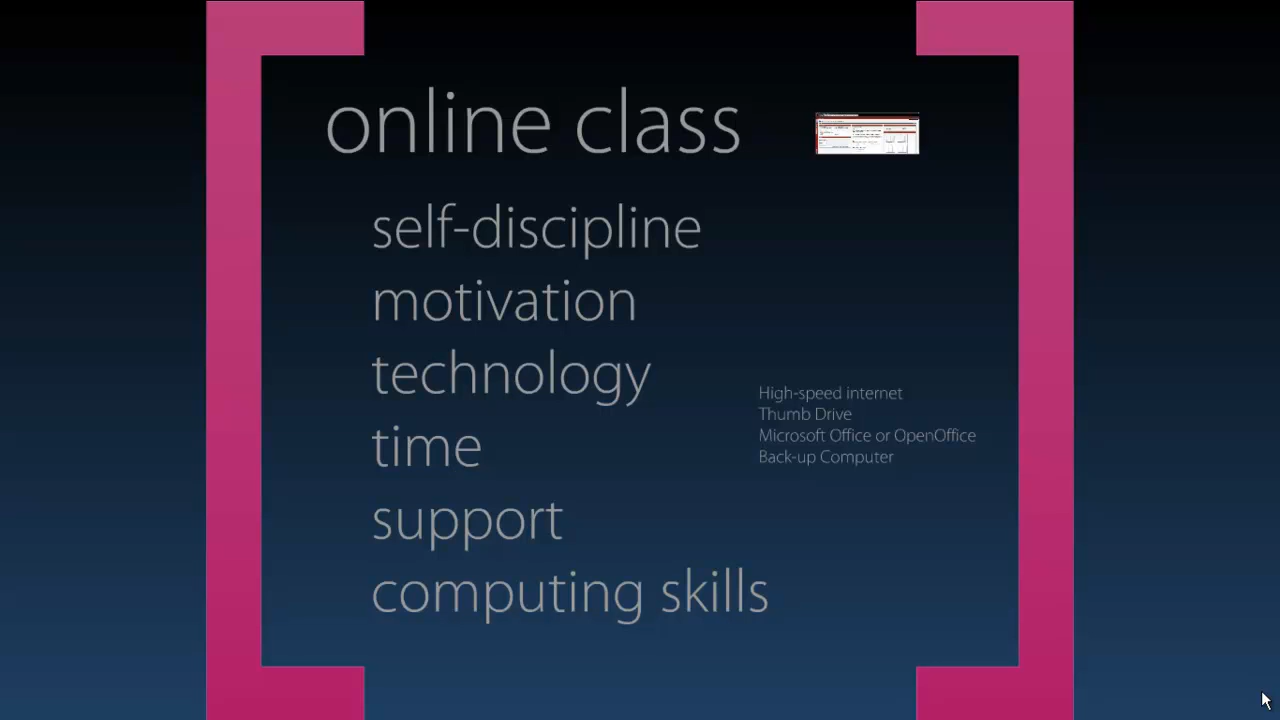 online class
self-discipline
motivation
technology
time
support
computing skills
High-speed internet
Thumb Drive
Microsoft Office or OpenOffice
Back-up Computer